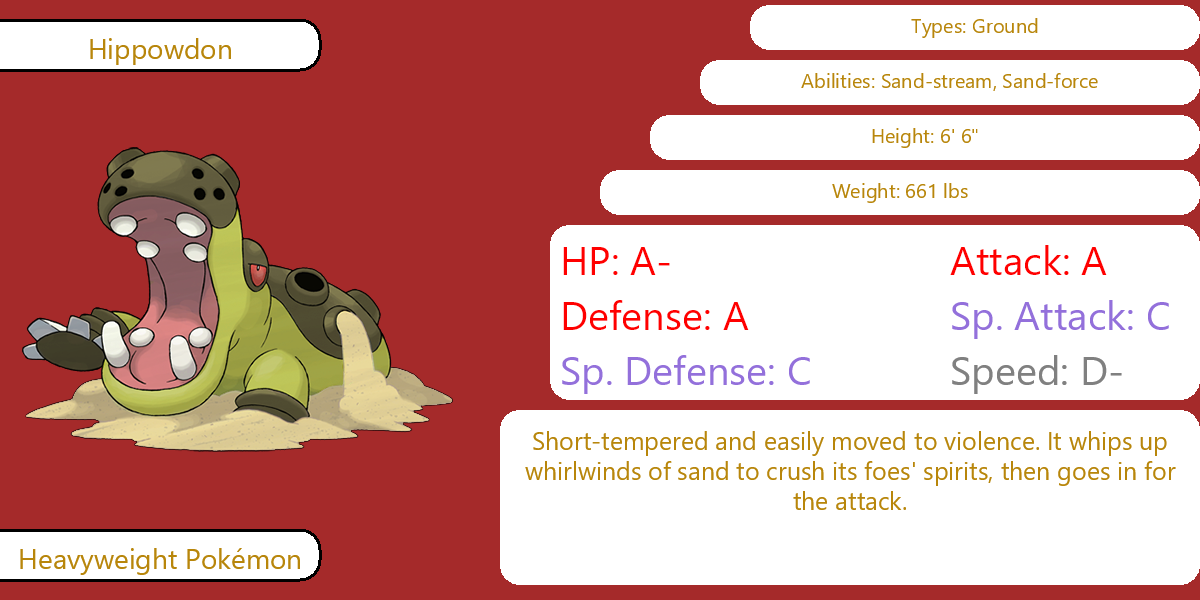 Hippowdon
Types: Ground
Abilities: Sand-stream, Sand-force
Height: 6' 6"
Weight: 661 lbs
HP: A-
Attack: A
Defense: A
Sp. Attack: C
Sp. Defense: C
Speed: D-
Short-tempered and easily moved to violence. It whips up
whirlwinds of sand to crush its foes' spirits, then goes in for
the attack.
Heavyweight Pokémon